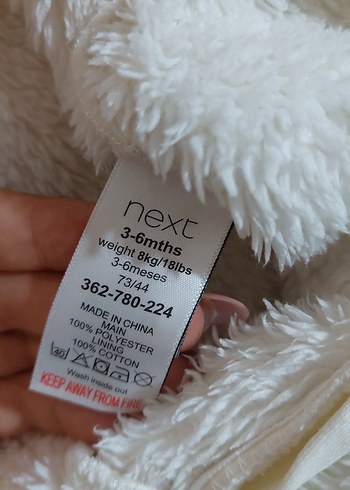 next
3-6mths
weight 8kg/18lbs
3-6meses
73/44
362-780-224
MADE IN CHINA
MAIN
100% POLYESTER
LINING
100% COTTON
Wash inside out
KEEP AWAY FROM FIRE